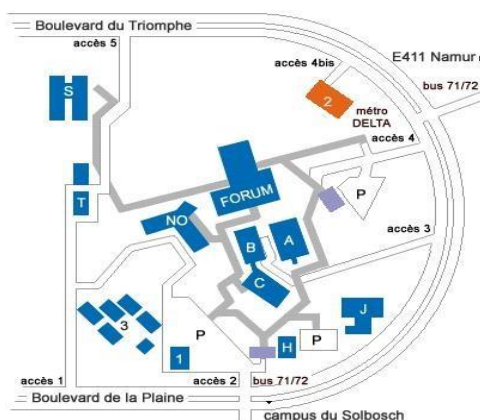 Boulevard du Triomphe
accès 5
E411 Namur
accès 4bis
bus 71/72
S
2
métro
DELTA
accès 4
T
FORUM
P
NO
accès 3
B
A
C
3
J
P
P
1
H
accès 1
accès 2
bus 71/72
Boulevard de la Plaine
campus du Solbosch